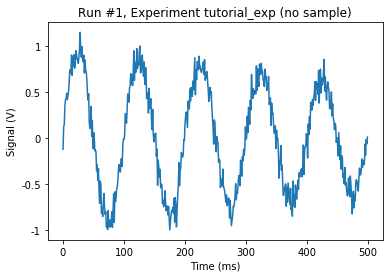 Run #1, Experiment tutorial_exp (no sample)
1
0.5
0
-0.5
-1
Signal (V)
0 100 200 300 400 500
Time (ms)